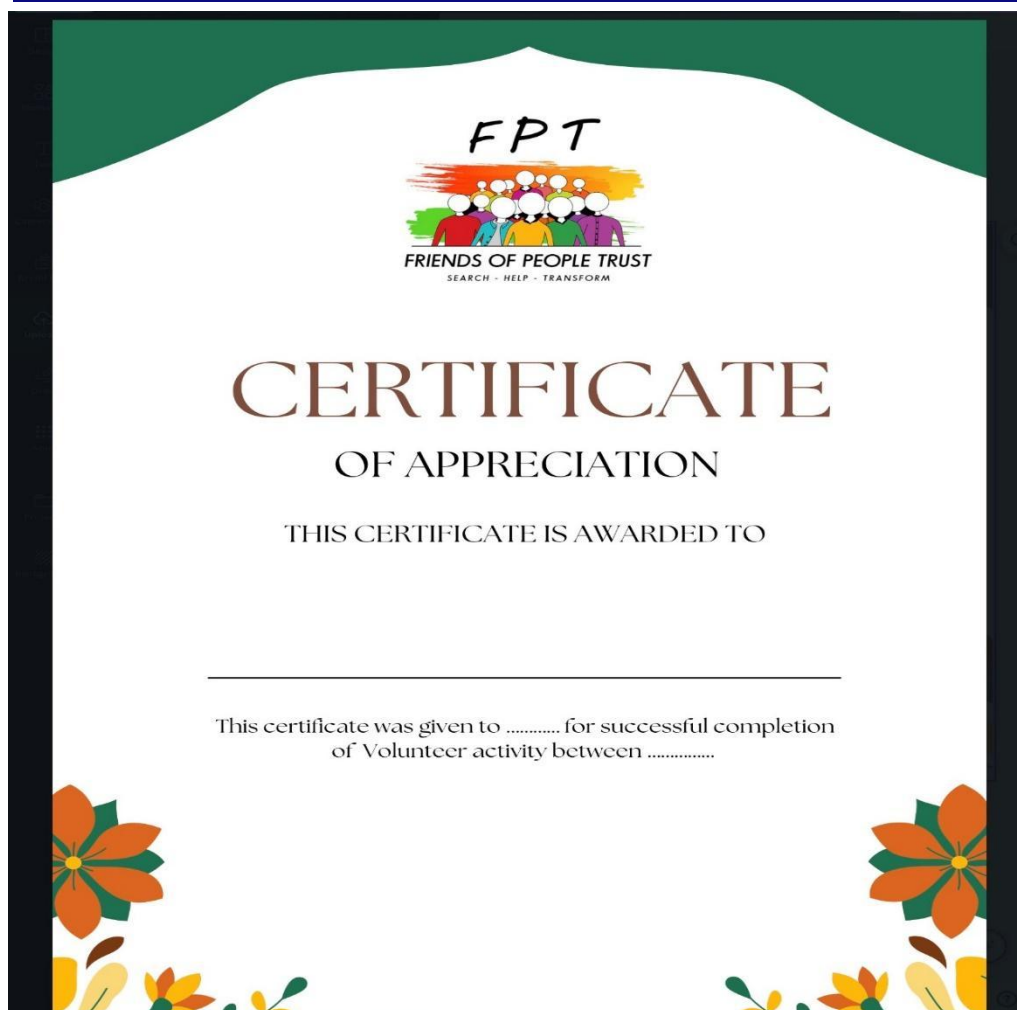 FPT
FRIENDS OF PEOPLE TRUST
SEARCH - HELP - TRANSFORM
CERTIFICATE
OF APPRECIATION
THIS CERTIFICATE IS AWARDED TO
This certificate was given to ........... for successful completion
of Volunteer activity between ..............